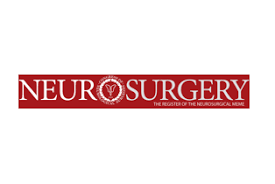 NEUROSURGERY
THE REGISTER OF THE NEUROSURGICAL MEME